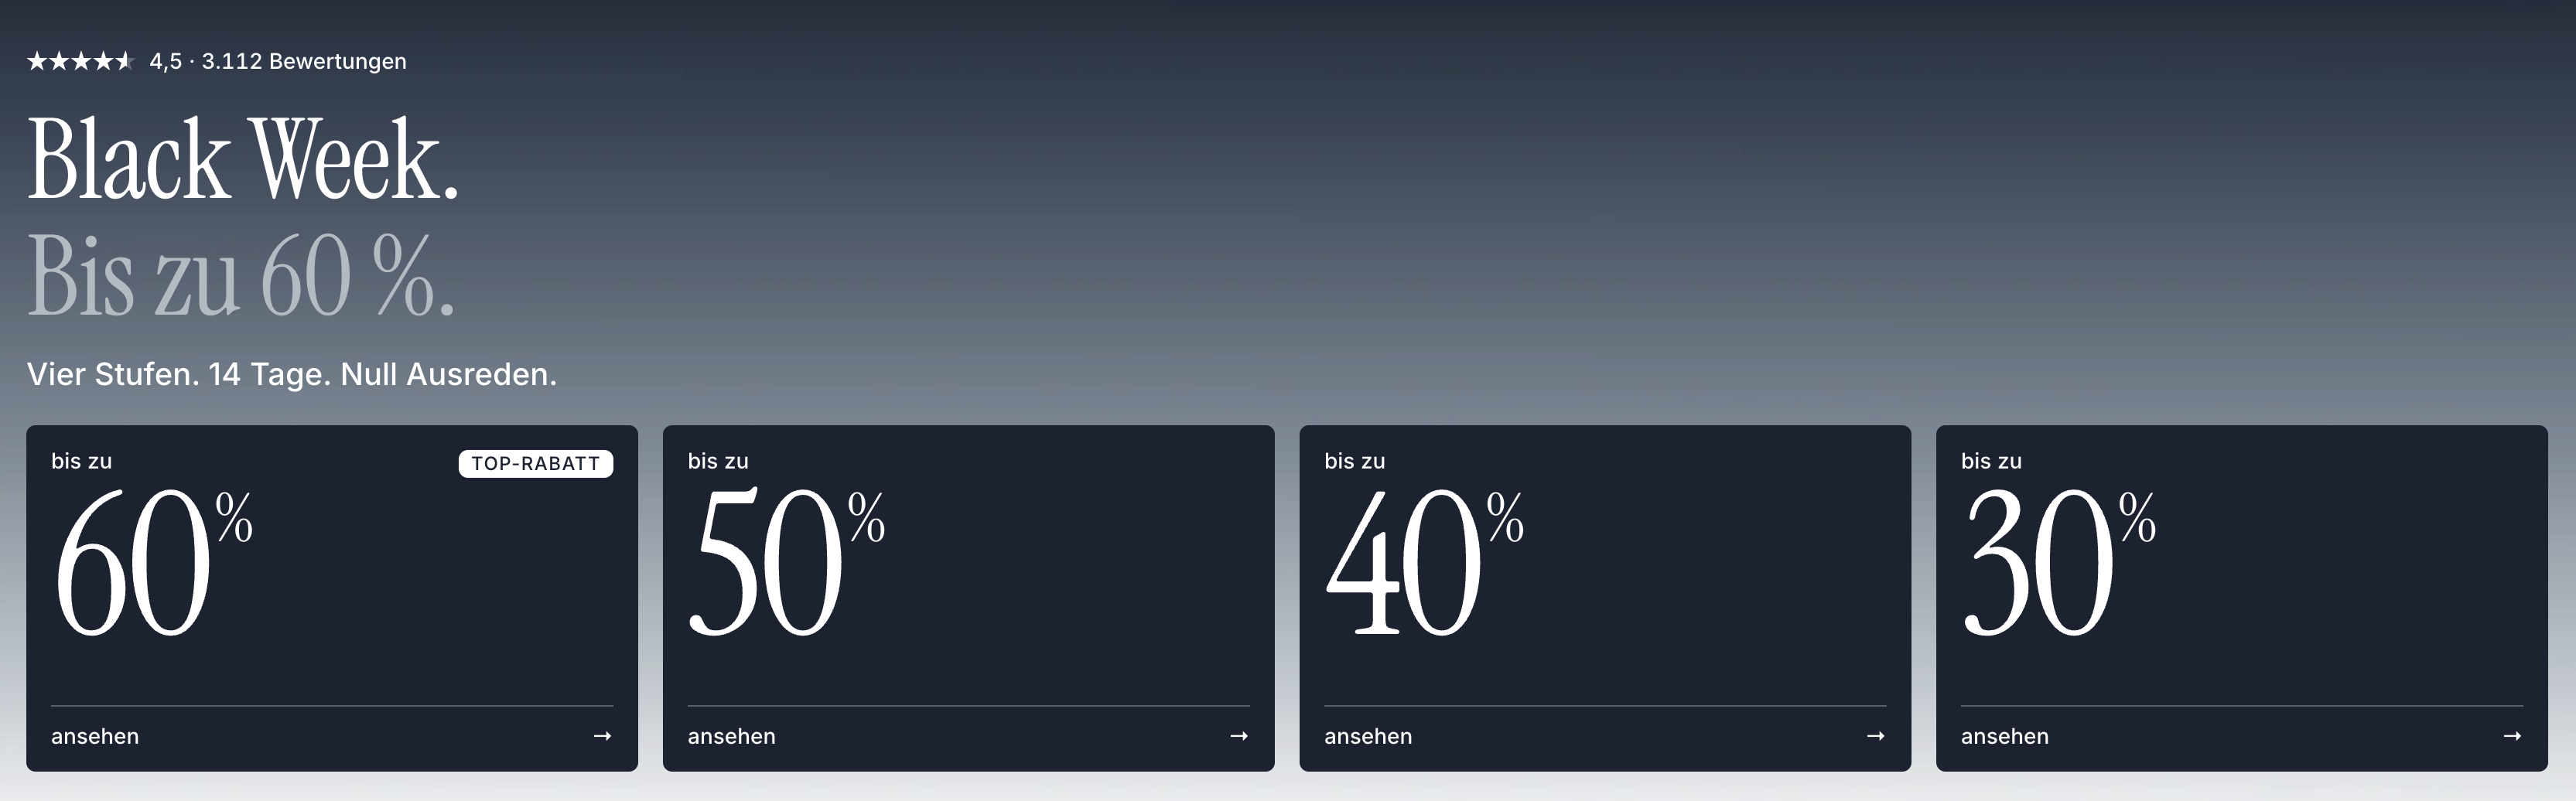 ★★★★★ 4,5 · 3.112 Bewertungen
Black Week.
Bis zu 60 %.
Vier Stufen. 14 Tage. Null Ausreden.
bis zu
TOP-RABATT
60%
ansehen →
bis zu
50%
ansehen →
bis zu
40%
ansehen →
bis zu
30%
ansehen →